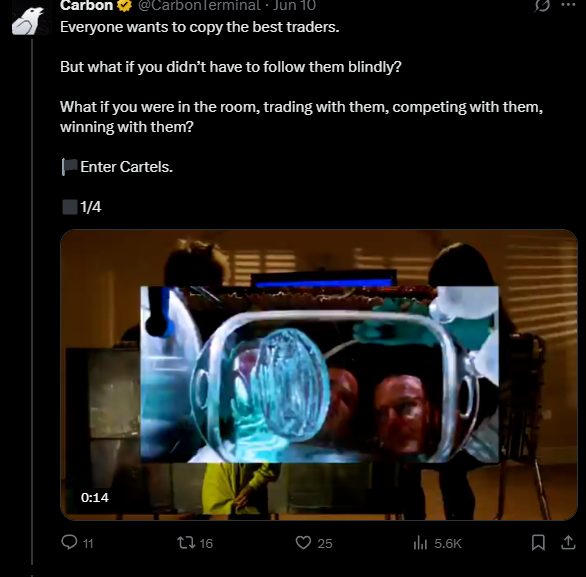 Carbon @CarbonTerminal · Jun 10
Everyone wants to copy the best traders.
But what if you didn’t have to follow them blindly?
What if you were in the room, trading with them, competing with them,
winning with them?
Enter Cartels.
1/4
0:14
11 16 25 5.6K